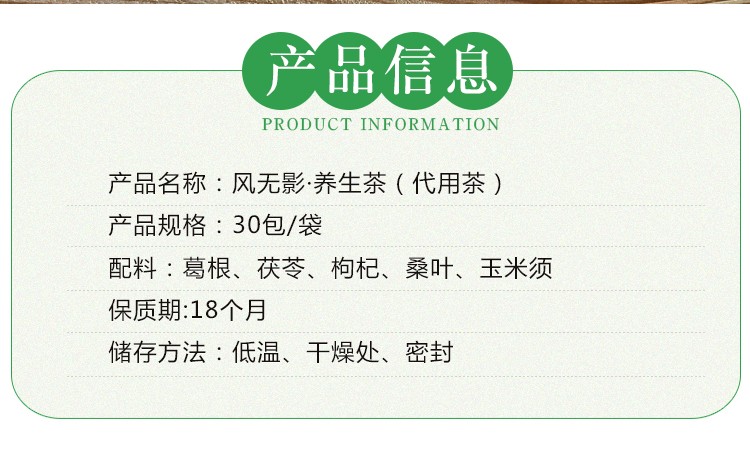 产品信息
PRODUCT INFORMATION
产品名称：风无影·养生茶（代用茶）
产品规格：30包/袋
配料：葛根、茯苓、枸杞、桑叶、玉米须
保质期:18个月
储存方法：低温、干燥处、密封